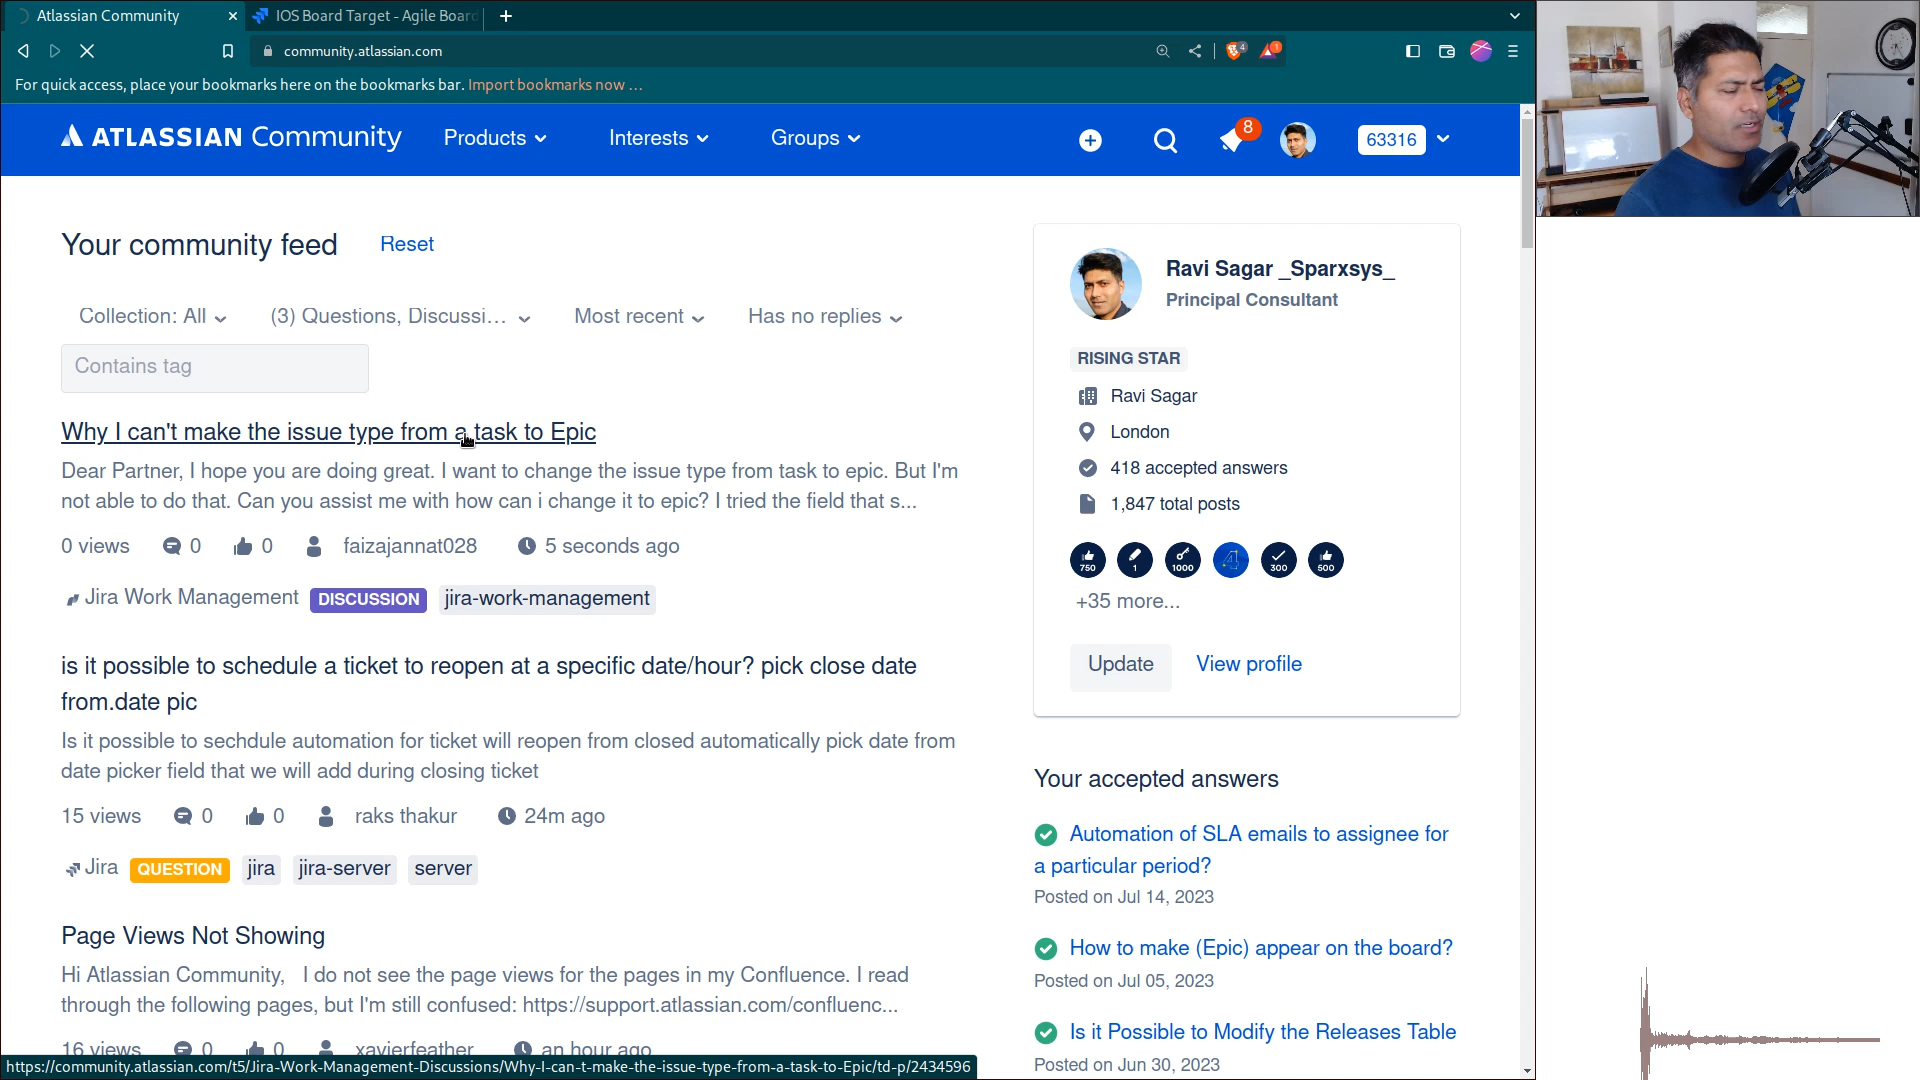 Atlassian Community
IOS Board Target - Agile Board
community.atlassian.com
4
1
For quick access, place your bookmarks here on the bookmarks bar. Import bookmarks now ...
ATLASSIAN Community
Products
Interests
Groups
8
63316
Your community feed
Reset
Collection: All
(3) Questions, Discussi...
Most recent
Has no replies
Contains tag
Why I can't make the issue type from a task to Epic
Dear Partner, I hope you are doing great. I want to change the issue type from task to epic. But I'm
not able to do that. Can you assist me with how can i change it to epic? I tried the field that s...
0 views
0
0
faizajannat028
5 seconds ago
Jira Work Management
DISCUSSION
jira-work-management
is it possible to schedule a ticket to reopen at a specific date/hour? pick close date
from.date pic
Is it possible to sechdule automation for ticket will reopen from closed automatically pick date from
date picker field that we will add during closing ticket
15 views
0
0
raks thakur
24m ago
Jira
QUESTION
jira
jira-server
server
Page Views Not Showing
Hi Atlassian Community, I do not see the page views for the pages in my Confluence. I read
through the following pages, but I'm still confused: https://support.atlassian.com/confluenc...
16 views
0
0
xavierfeather
an hour ago
https://community.atlassian.com/t5/Jira-Work-Management-Discussions/Why-I-can-t-make-the-issue-type-from-a-task-to-Epic/td-p/2434596
Ravi Sagar _Sparxsys_
Principal Consultant
RISING STAR
Ravi Sagar
London
418 accepted answers
1,847 total posts
750
1
1000
4
300
500
+35 more...
Update
View profile
Your accepted answers
Automation of SLA emails to assignee for
a particular period?
Posted on Jul 14, 2023
How to make (Epic) appear on the board?
Posted on Jul 05, 2023
Is it Possible to Modify the Releases Table
Posted on Jun 30, 2023